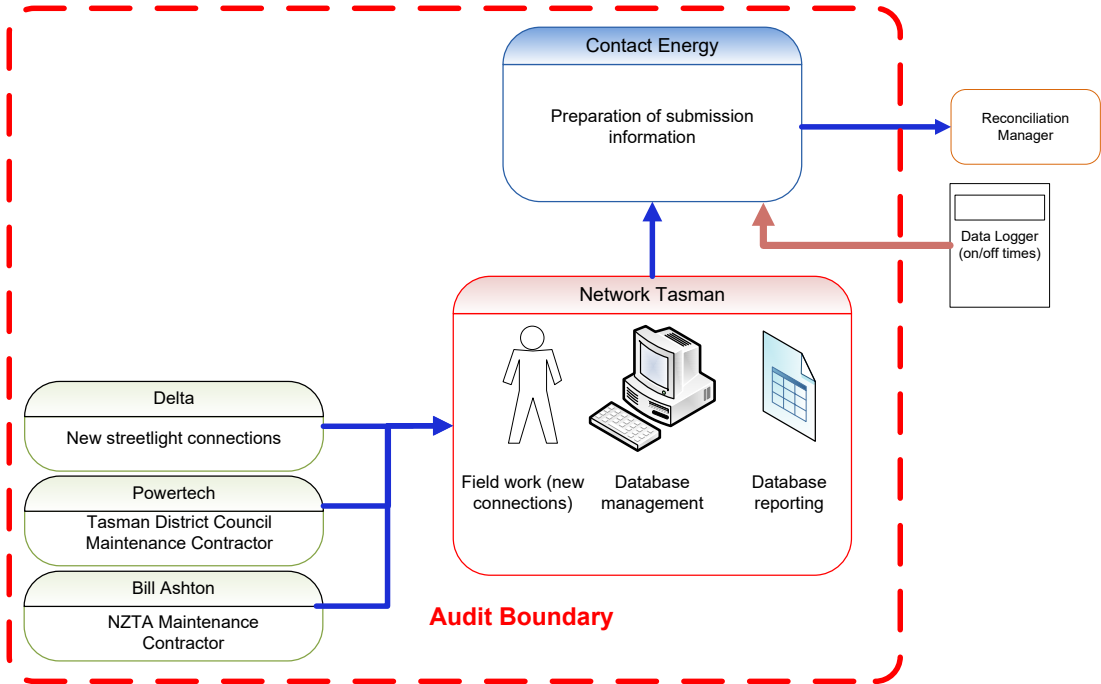 Contact Energy
Preparation of submission
information
Reconciliation
Manager
Data Logger
(on/off times)
Network Tasman
Field work (new
connections)
Database
management
Database
reporting
Delta
New streetlight connections
Powertech
Tasman District Council
Maintenance Contractor
Bill Ashton
NZTA Maintenance
Contractor
Audit Boundary